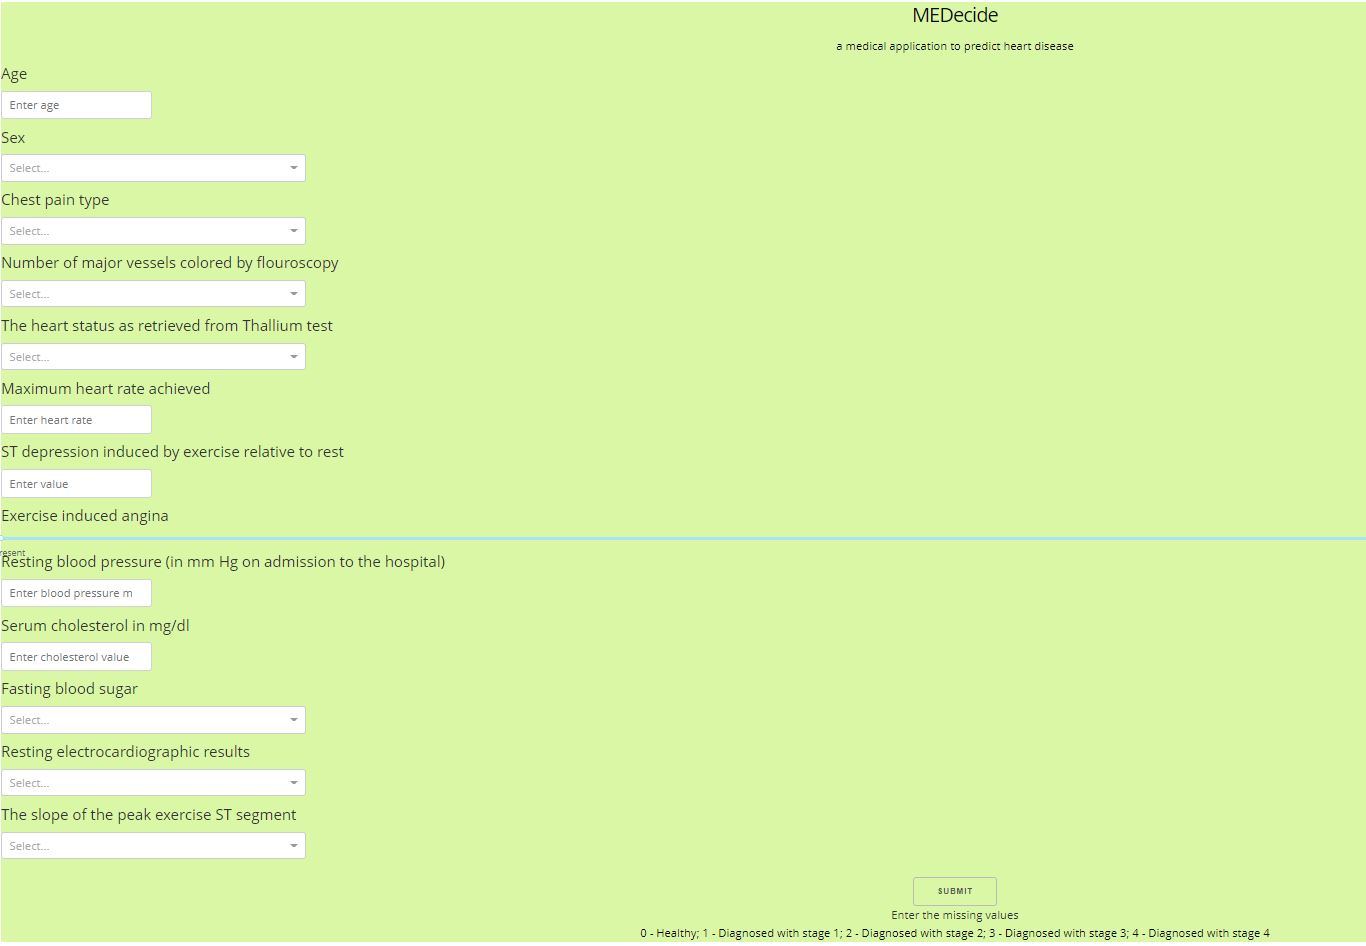 MEDecide
a medical application to predict heart disease
Age
Enter age
Sex
Select...
Chest pain type
Select...
Number of major vessels colored by flouroscopy
Select...
The heart status as retrieved from Thallium test
Select...
Maximum heart rate achieved
Enter heart rate
ST depression induced by exercise relative to rest
Enter value
Exercise induced angina
resent
Resting blood pressure (in mm Hg on admission to the hospital)
Enter blood pressure m
Serum cholesterol in mg/dl
Enter cholesterol value
Fasting blood sugar
Select...
Resting electrocardiographic results
Select...
The slope of the peak exercise ST segment
Select...
SUBMIT
Enter the missing values
0 - Healthy; 1 - Diagnosed with stage 1; 2 - Diagnosed with stage 2; 3 - Diagnosed with stage 3; 4 - Diagnosed with stage 4